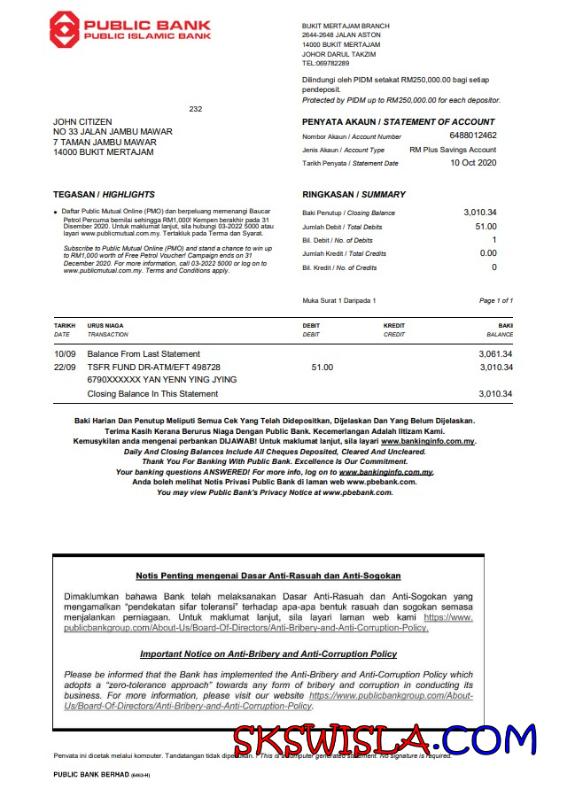 PUBLIC BANK
PUBLIC ISLAMIC BANK
BUKIT MERTAJAM BRANCH
2644-2648 JALAN ASTON
14000 BUKIT MERTAJAM
JOHOR DARUL TAKZIM
TEL:069782289
Dilindungi oleh PIDM setakat RM250,000.00 bagi setiap
pendeposit.
Protected by PIDM up to RM250,000.00 for each depositor.
232
JOHN CITIZEN
NO 33 JALAN JAMBU MAWAR
7 TAMAN JAMBU MAWAR
14000 BUKIT MERTAJAM
PENYATA AKAUN / STATEMENT OF ACCOUNT
Nombor Akaun / Account Number 6488012462
Jenis Akaun / Account Type RM Plus Savings Account
Tarikh Penyata / Statement Date 10 Oct 2020
TEGASAN / HIGHLIGHTS
• Daftar Public Mutual Online (PMO) dan berpeluang memenangi Baucar
Petrol Percuma bernilai sehingga RM1,000! Kempen berakhir pada 31
Disember 2020. Untuk maklumat lanjut, sila hubungi 03-2022 5000 atau
layari www.publicmutual.com.my. Tertakluk pada Terma dan Syarat.
Subscribe to Public Mutual Online (PMO) and stand a chance to win up
to RM1,000 worth of Free Petrol Voucher! Campaign ends on 31
December 2020. For more information, call 03-2022 5000 or log on to
www.publicmutual.com.my. Terms and Conditions apply.
RINGKASAN / SUMMARY
Baki Penutup / Closing Balance 3,010.34
Jumlah Debit / Total Debits 51.00
Bil. Debit / No. of Debits 1
Jumlah Kredit / Total Credits 0.00
Bil. Kredit / No. of Credits 0
Muka Surat 1 Daripada 1 Page 1 of 1
TARIKH URUS NIAGA DEBIT KREDIT BAKI
DATE TRANSACTION DEBIT CREDIT BALANCE
10/09 Balance From Last Statement 3,061.34
22/09 TSFR FUND DR-ATM/EFT 498728 51.00 3,010.34
6790XXXXXX YAN YENN YING JYING
Closing Balance In This Statement 3,010.34
Baki Harian Dan Penutup Meliputi Semua Cek Yang Telah Didepositkan, Dijelaskan Dan Yang Belum Dijelaskan.
Terima Kasih Kerana Berurus Niaga Dengan Public Bank. Kecemerlangan Adalah Iltizam Kami.
Kemusykilan anda mengenai perbankan DIJAWAB! Untuk maklumat lanjut, sila layari www.bankinginfo.com.my.
Daily And Closing Balances Include All Cheques Deposited, Cleared And Uncleared.
Thank You For Banking With Public Bank. Excellence Is Our Commitment.
Your banking questions ANSWERED! For more info, log on to www.bankinginfo.com.my.
Anda boleh melihat Notis Privasi Public Bank di laman web www.pbebank.com.
You may view Public Bank's Privacy Notice at www.pbebank.com.
Notis Penting mengenai Dasar Anti-Rasuah dan Anti-Sogokan
Dimaklumkan bahawa Bank telah melaksanakan Dasar Anti-Rasuah dan Anti-Sogokan yang
mengamalkan "pendekatan sifar toleransi" terhadap apa-apa bentuk rasuah dan sogokan semasa
menjalankan perniagaan. Untuk maklumat lanjut, sila layari laman web kami https://www.
publicbankgroup.com/About-Us/Board-Of-Directors/Anti-Bribery-and-Anti-Corruption-Policy.
Important Notice on Anti-Bribery and Anti-Corruption Policy
Please be informed that the Bank has implemented the Anti-Bribery and Anti-Corruption Policy which
adopts a "zero-tolerance approach" towards any form of bribery and corruption in conducting its
business. For more information, please visit our website https://www.publicbankgroup.com/About-
Us/Board-Of-Directors/Anti-Bribery-and-Anti-Corruption-Policy.
SKSWISLA.COM
Penyata ini dicetak melalui komputer. Tandatangan tidak This is a computer generated No signature is required.
PUBLIC BANK BERHAD (6463-H)